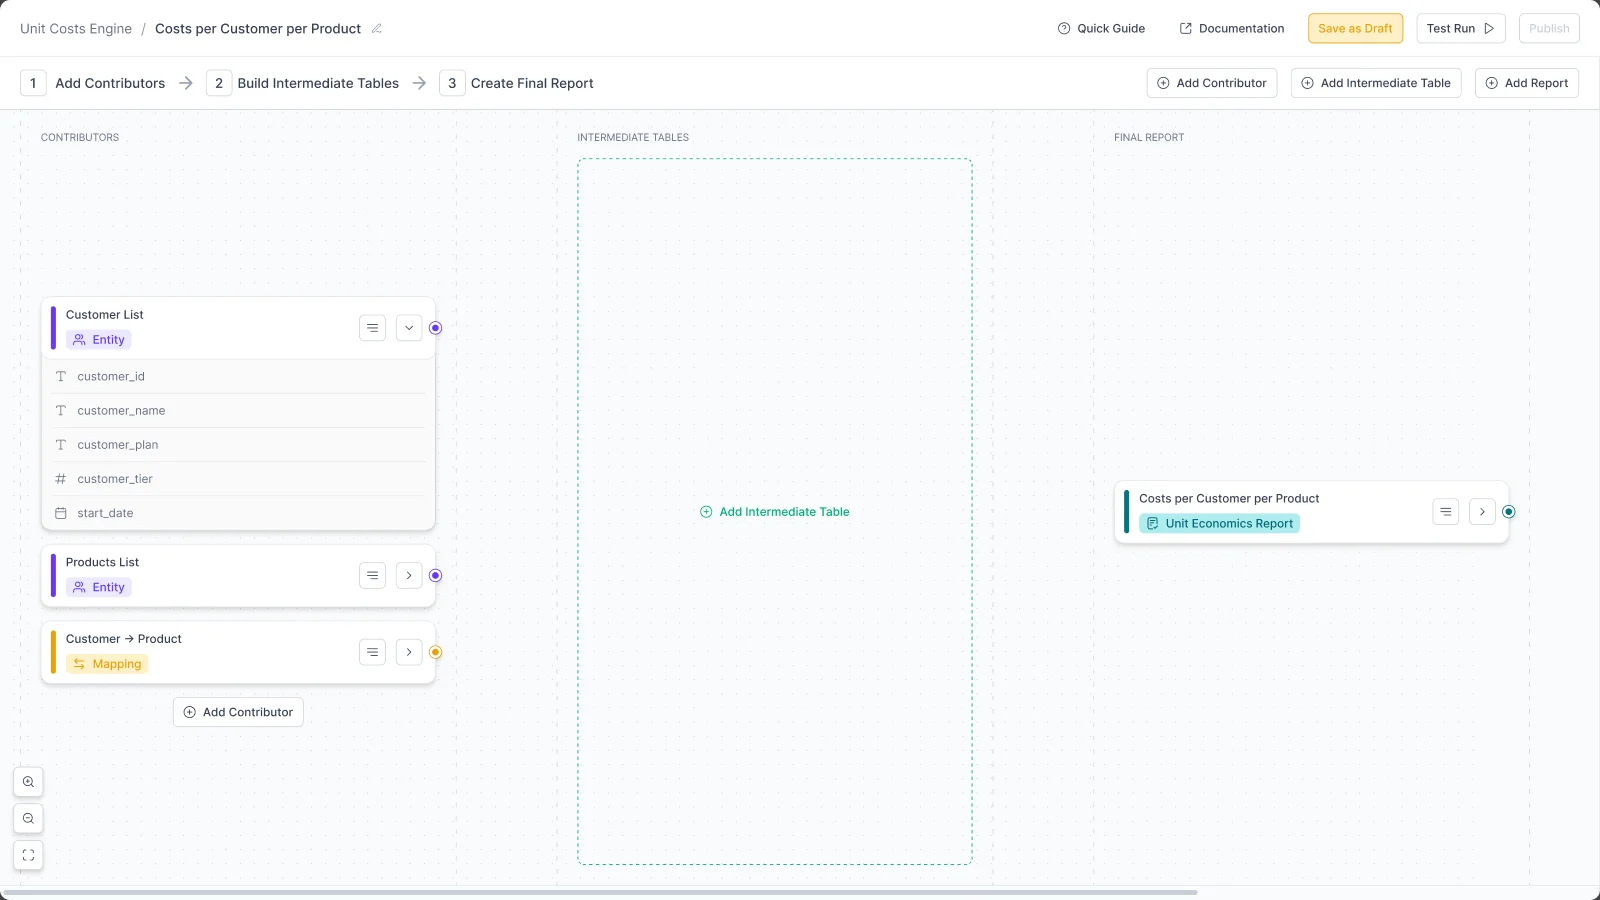 Unit Costs Engine / Costs per Customer per Product
Quick Guide
Documentation
Save as Draft
Test Run
Publish
1 Add Contributors → 2 Build Intermediate Tables → 3 Create Final Report
Add Contributor
Add Intermediate Table
Add Report
CONTRIBUTORS
INTERMEDIATE TABLES
FINAL REPORT
Customer List
Entity
customer_id
customer_name
customer_plan
customer_tier
start_date
Products List
Entity
Customer → Product
Mapping
Add Contributor
Add Intermediate Table
Costs per Customer per Product
Unit Economics Report